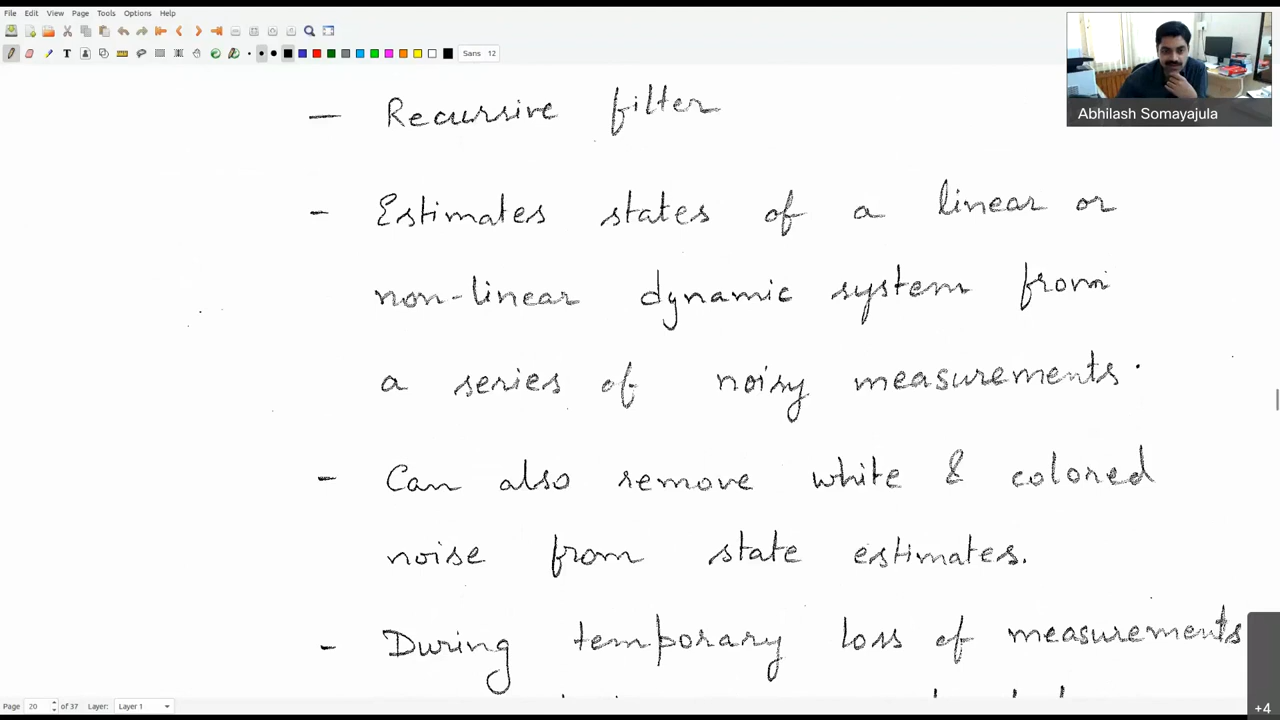 File Edit View Page Tools Options Help
Sans 12
Abhilash Somayajula
— Recursive filter
- Estimates states of a linear or
non-linear dynamic system from
a series of noisy measurements.
- Can also remove white & colored
noise from state estimates.
- During temporary loss of measurements
Page 20 of 37 Layer: Layer 1
+4